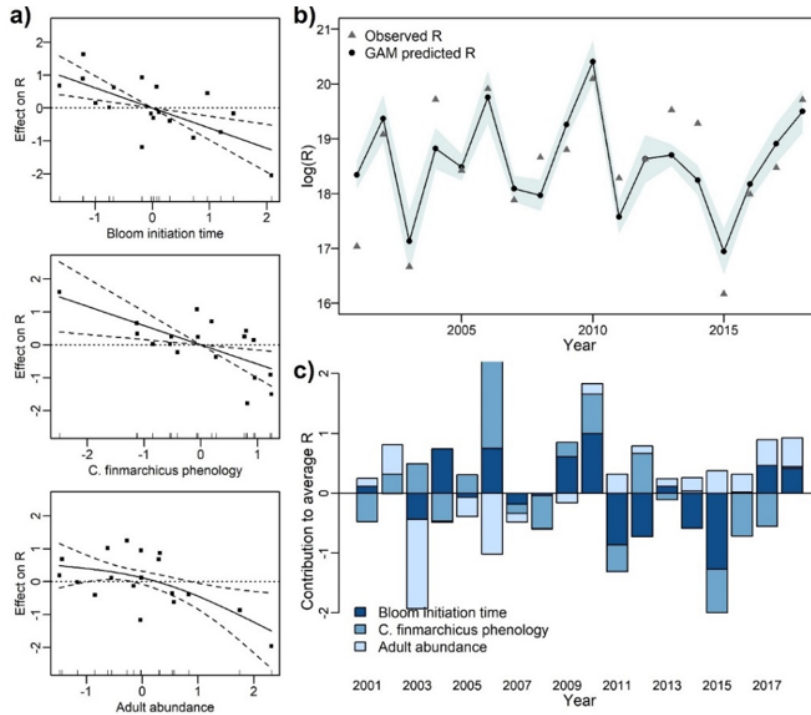 a)
Effect on R
2
1
0
-1
-2
-1
0
1
2
Bloom initiation time
Effect on R
2
1
0
-1
-2
-2
-1
0
1
C. finmarchicus phenology
Effect on R
2
1
0
-1
-2
-1
0
1
2
Adult abundance
b)
Observed R
GAM predicted R
log(R)
21
20
19
18
17
16
2005
2010
2015
Year
c)
Contribution to average R
2
1
0
-1
-2
Bloom initiation time
C. finmarchicus phenology
Adult abundance
2001 2003 2005 2007 2009 2011 2013 2015 2017
Year